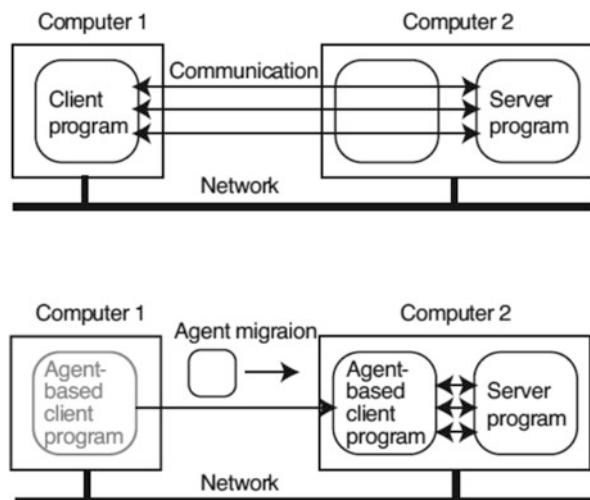 Computer 1
Computer 2
Communication
Client
program
Server
program
Network
Computer 1
Computer 2
Agent migraion
Agent-
based
client
program
Agent-
based
client
program
Server
program
Network